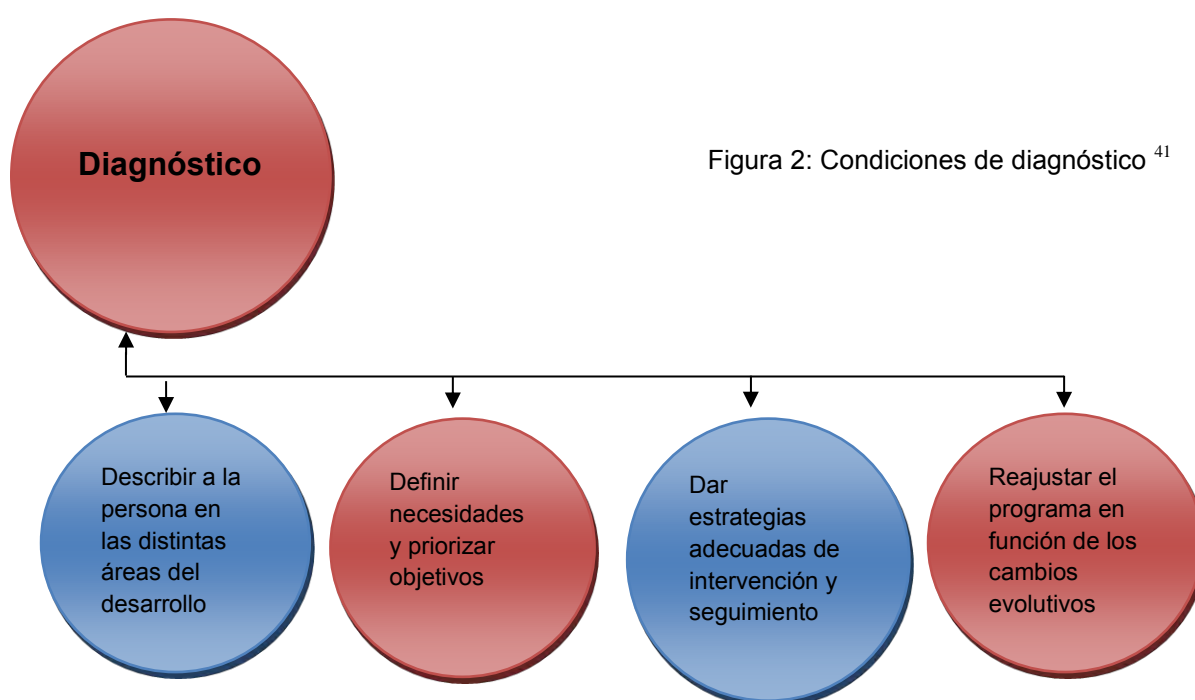 Diagnóstico
Figura 2: Condiciones de diagnóstico 41
Describir a la
persona en
las distintas
áreas del
desarrollo
Definir
necesidades
y priorizar
objetivos
Dar
estrategias
adecuadas de
intervención y
seguimiento
Reajustar el
programa en
función de los
cambios
evolutivos